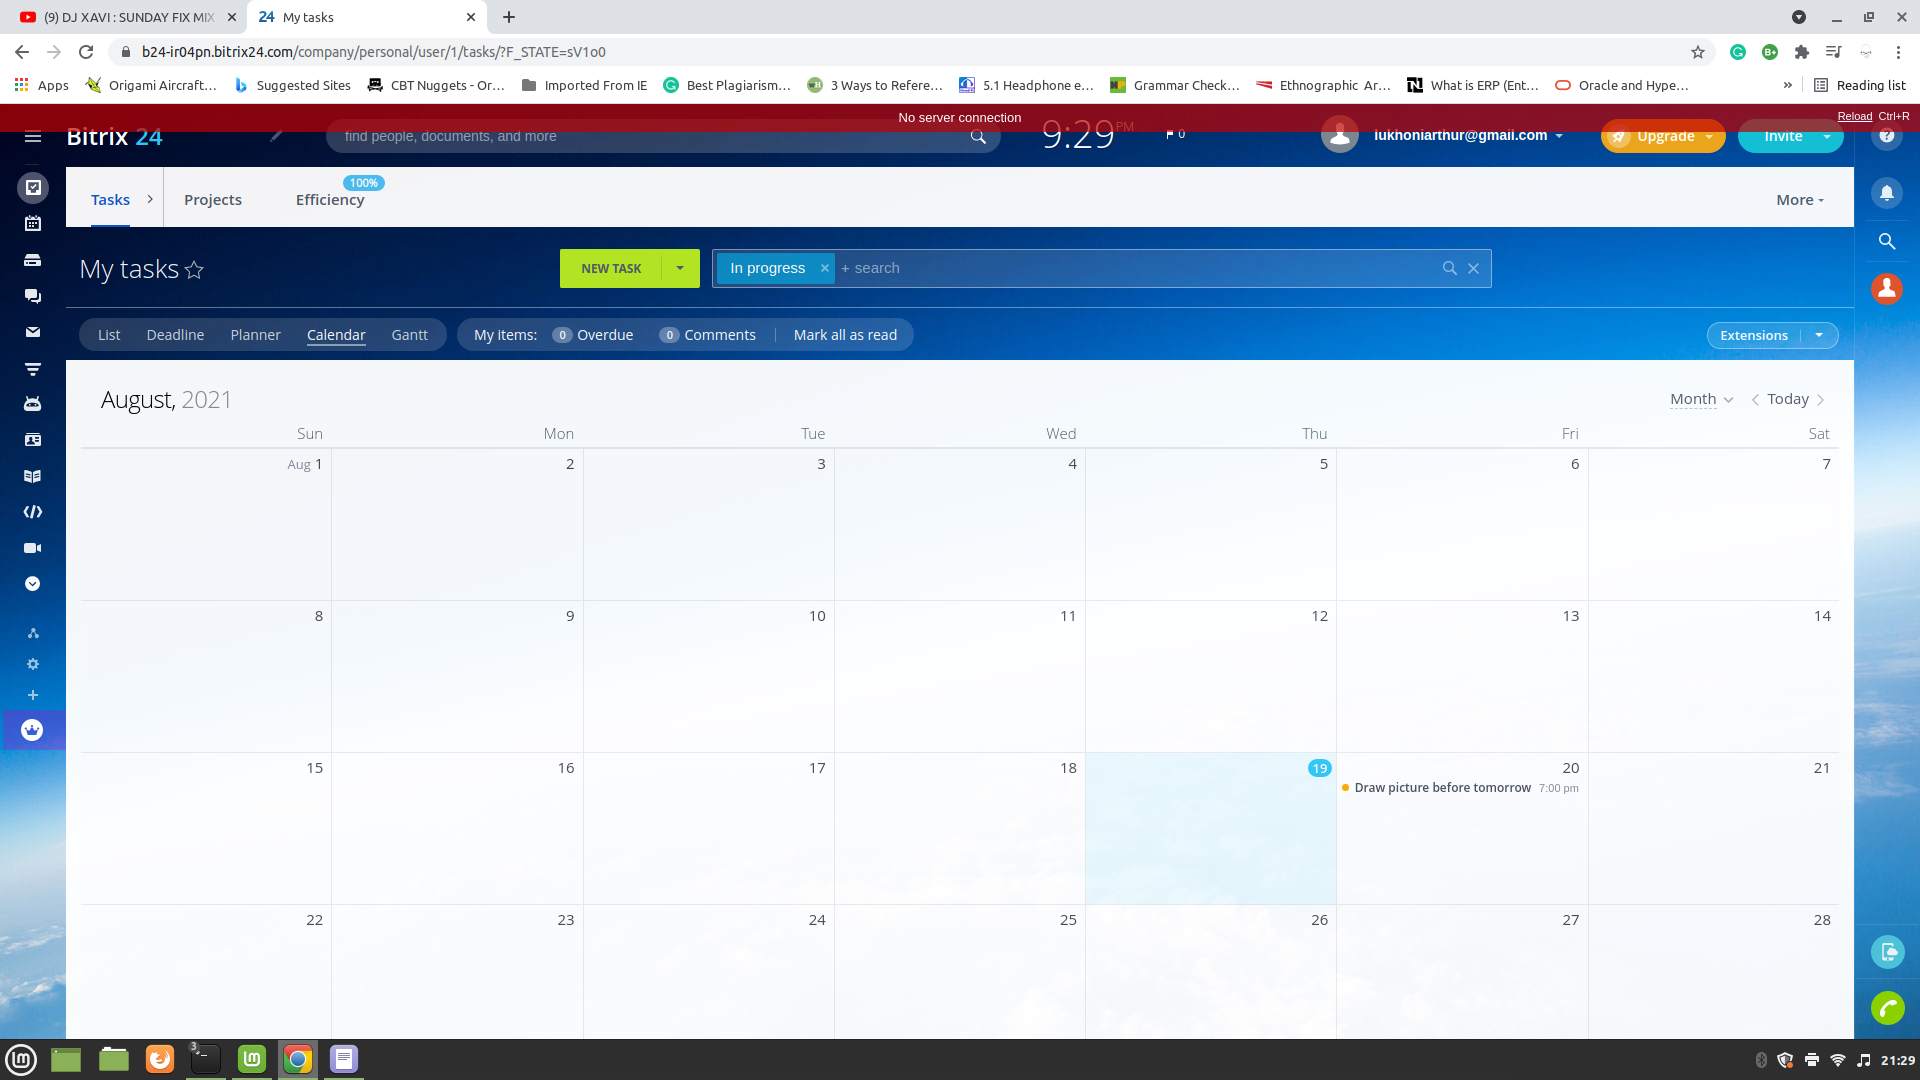 (9) DJ XAVI : SUNDAY FIX MIX
24 My tasks
b24-ir04pn.bitrix24.com/company/personal/user/1/tasks/?F_STATE=sV1o0
Apps Origami Aircraft... Suggested Sites CBT Nuggets - Or... Imported From IE Best Plagiarism... 3 Ways to Refere... 5.1 Headphone e... Grammar Check... Ethnographic Ar... What is ERP (Ent... Oracle and Hype... » Reading list
No server connection Reload Ctrl+R
Bitrix 24 find people, documents, and more 9:29 PM 0 lukhoniarthur@gmail.com Upgrade Invite ?
100%
Tasks Projects Efficiency More
My tasks NEW TASK In progress × + search
List Deadline Planner Calendar Gantt My items: 0 Overdue 0 Comments Mark all as read Extensions
August, 2021 Month Today
Sun Mon Tue Wed Thu Fri Sat
Aug 1 2 3 4 5 6 7
8 9 10 11 12 13 14
15 16 17 18 19 20 21
Draw picture before tomorrow 7:00 pm
22 23 24 25 26 27 28
3 21:29